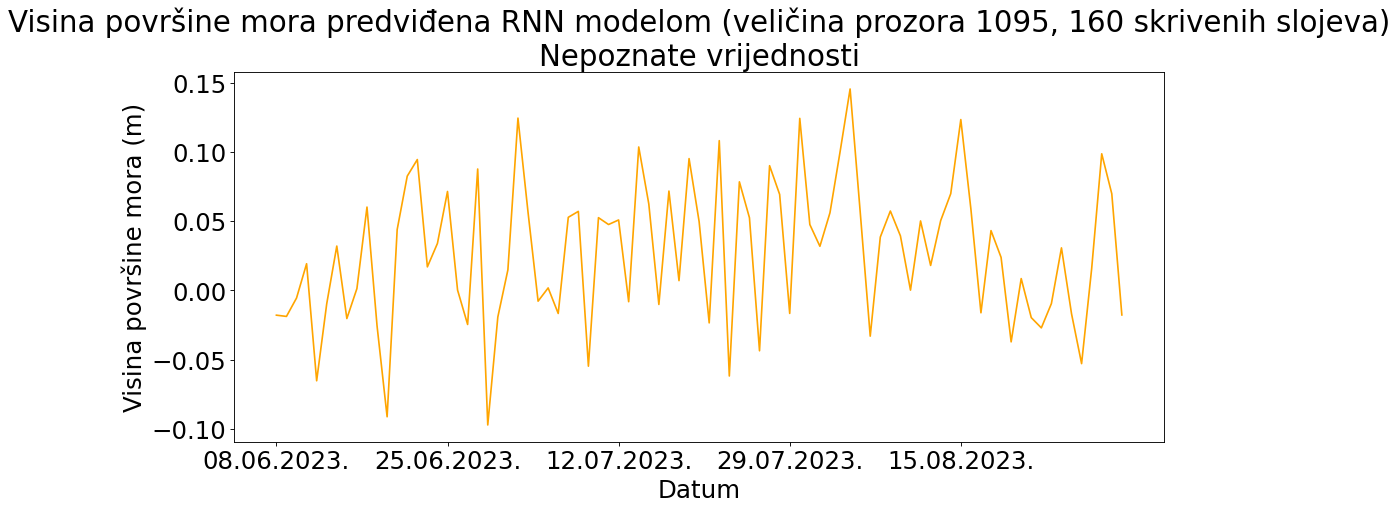 Visina površine mora predviđena RNN modelom (veličina prozora 1095, 160 skrivenih slojeva)
Nepoznate vrijednosti
Visina površine mora (m)
0.15
0.10
0.05
0.00
−0.05
−0.10
08.06.2023. 25.06.2023. 12.07.2023. 29.07.2023. 15.08.2023.
Datum